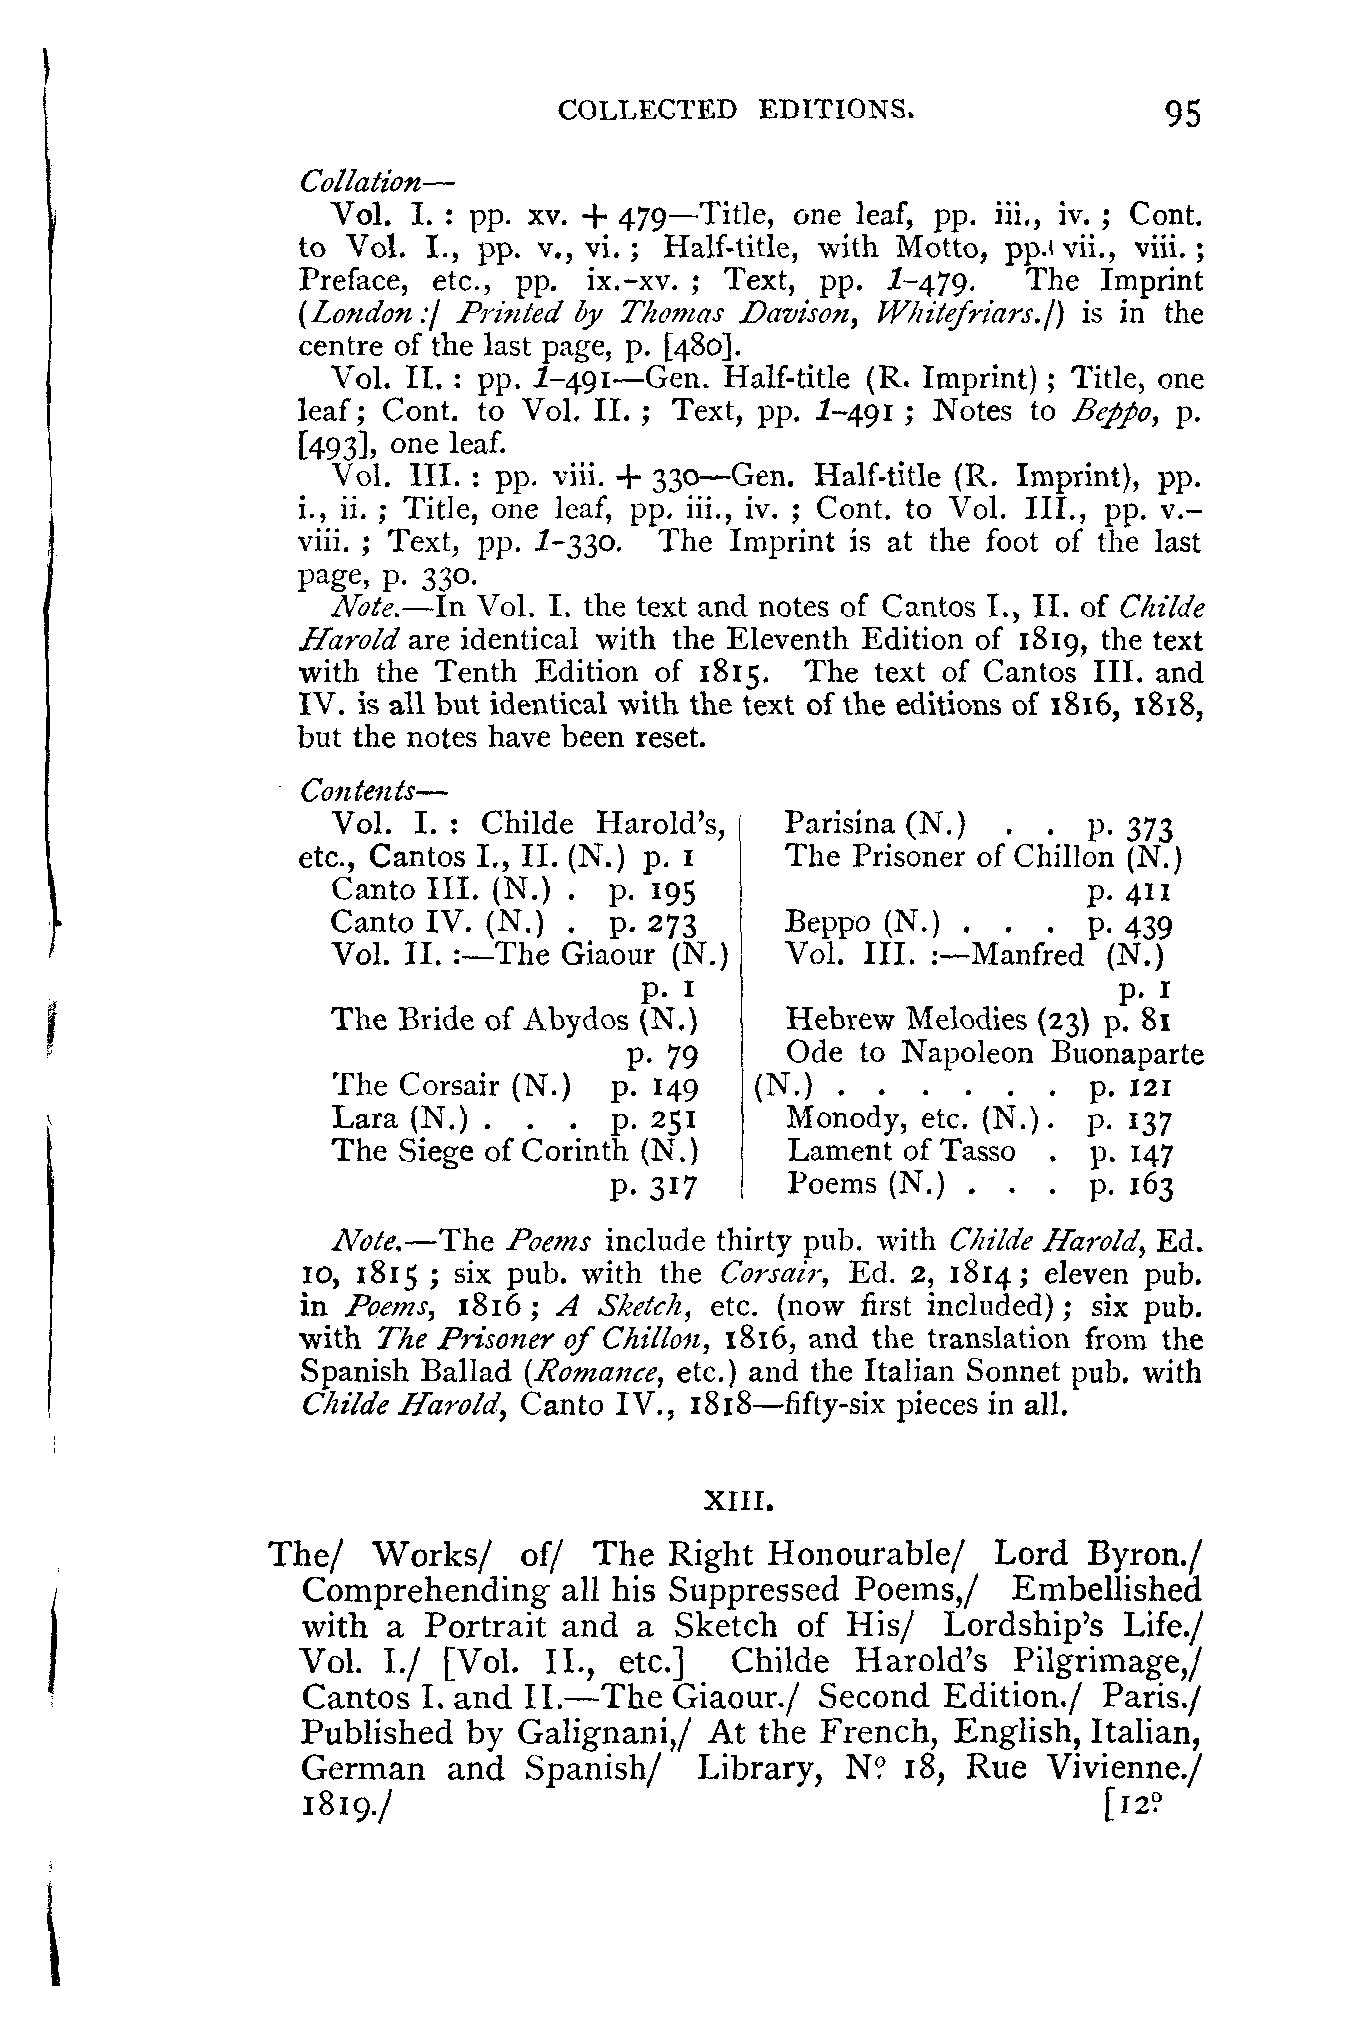 COLLECTED EDITIONS. 95
Collation—
Vol. I. : pp. xv. + 479—Title, one leaf, pp. iii., iv. ; Cont.
to Vol. I., pp. v., vi. ; Half-title, with Motto, pp. vii., viii. ;
Preface, etc., pp. ix.-xv. ; Text, pp. 1-479. The Imprint
(London :/ Printed by Thomas Davison, Whitefriars./) is in the
centre of the last page, p. [480].
Vol. II. : pp. 1-491—Gen. Half-title (R. Imprint) ; Title, one
leaf ; Cont. to Vol. II. ; Text, pp. 1-491 ; Notes to Beppo, p.
[493], one leaf.
Vol. III. : pp. viii. + 330—Gen. Half-title (R. Imprint), pp.
i., ii. ; Title, one leaf, pp. iii., iv. ; Cont. to Vol. III., pp. v.-
viii. ; Text, pp. 1-330. The Imprint is at the foot of the last
page, p. 330.
Note.—In Vol. I. the text and notes of Cantos I., II. of Childe
Harold are identical with the Eleventh Edition of 1819, the text
with the Tenth Edition of 1815. The text of Cantos III. and
IV. is all but identical with the text of the editions of 1816, 1818,
but the notes have been reset.
Contents—
Vol. I. : Childe Harold's,
etc., Cantos I., II. (N.) p. 1
Canto III. (N.) . p. 195
Canto IV. (N.) . p. 273
Vol. II. :—The Giaour (N.)
p. 1
The Bride of Abydos (N.)
p. 79
The Corsair (N.) p. 149
Lara (N.) . . . p. 251
The Siege of Corinth (N.)
p. 317
Parisina (N.) . . p. 373
The Prisoner of Chillon (N.)
p. 411
Beppo (N.) . . . p. 439
Vol. III. :—Manfred (N.)
p. 1
Hebrew Melodies (23) p. 81
Ode to Napoleon Buonaparte
(N.) . . . . . . p. 121
Monody, etc. (N.). p. 137
Lament of Tasso . p. 147
Poems (N.) . . . p. 163
Note.—The Poems include thirty pub. with Childe Harold, Ed.
10, 1815 ; six pub. with the Corsair, Ed. 2, 1814 ; eleven pub.
in Poems, 1816 ; A Sketch, etc. (now first included) ; six pub.
with The Prisoner of Chillon, 1816, and the translation from the
Spanish Ballad (Romance, etc.) and the Italian Sonnet pub. with
Childe Harold, Canto IV., 1818—fifty-six pieces in all.
XIII.
The/ Works/ of/ The Right Honourable/ Lord Byron./
Comprehending all his Suppressed Poems,/ Embellished
with a Portrait and a Sketch of His/ Lordship's Life./
Vol. I./ [Vol. II., etc.] Childe Harold's Pilgrimage,/
Cantos I. and II.—The Giaour./ Second Edition./ Paris./
Published by Galignani,/ At the French, English, Italian,
German and Spanish/ Library, Nº 18, Rue Vivienne./
1819./ [12º